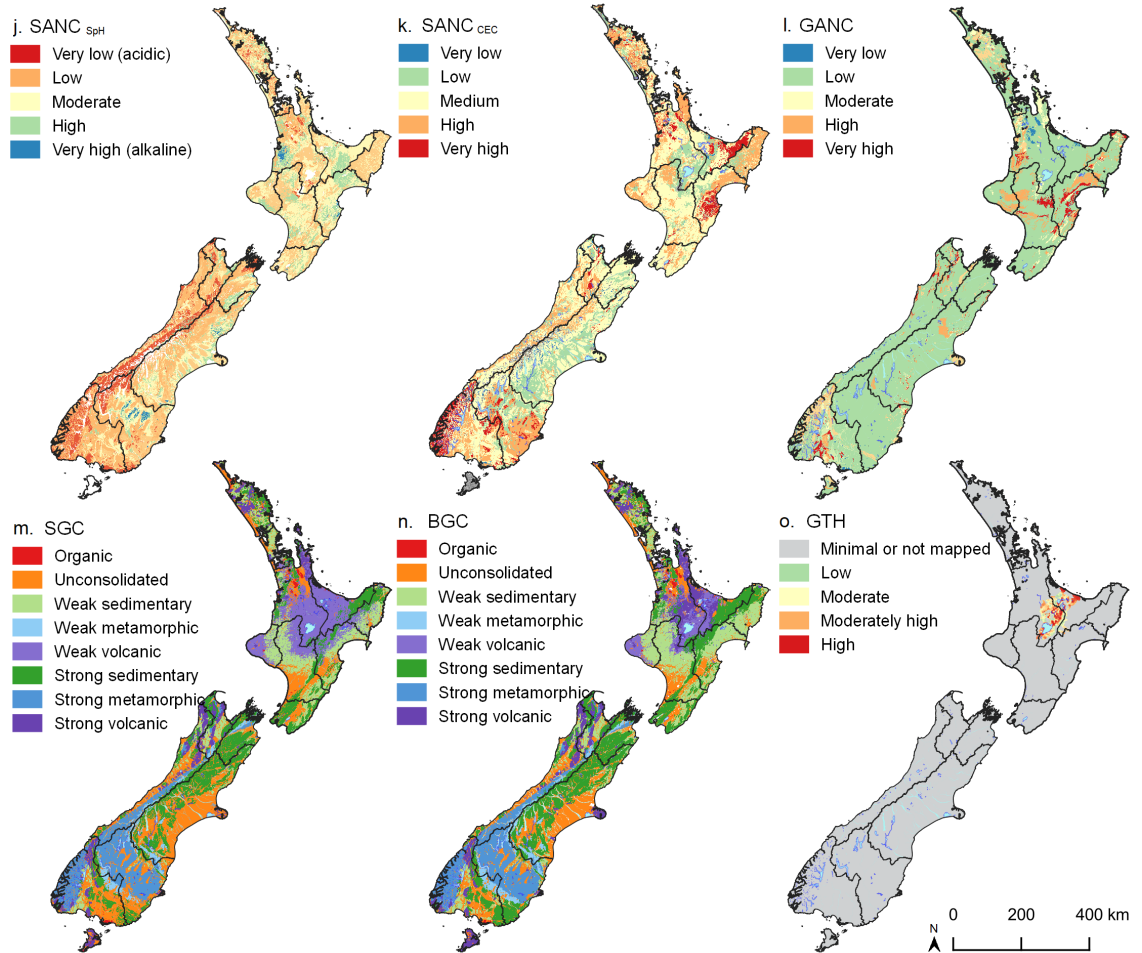 j. SANC SpH
Very low (acidic)
Low
Moderate
High
Very high (alkaline)
k. SANC CEC
Very low
Low
Medium
High
Very high
l. GANC
Very low
Low
Moderate
High
Very high
m. SGC
Organic
Unconsolidated
Weak sedimentary
Weak metamorphic
Weak volcanic
Strong sedimentary
Strong metamorphic
Strong volcanic
n. BGC
Organic
Unconsolidated
Weak sedimentary
Weak metamorphic
Weak volcanic
Strong sedimentary
Strong metamorphic
Strong volcanic
o. GTH
Minimal or not mapped
Low
Moderate
Moderately high
High
N
0 200 400 km